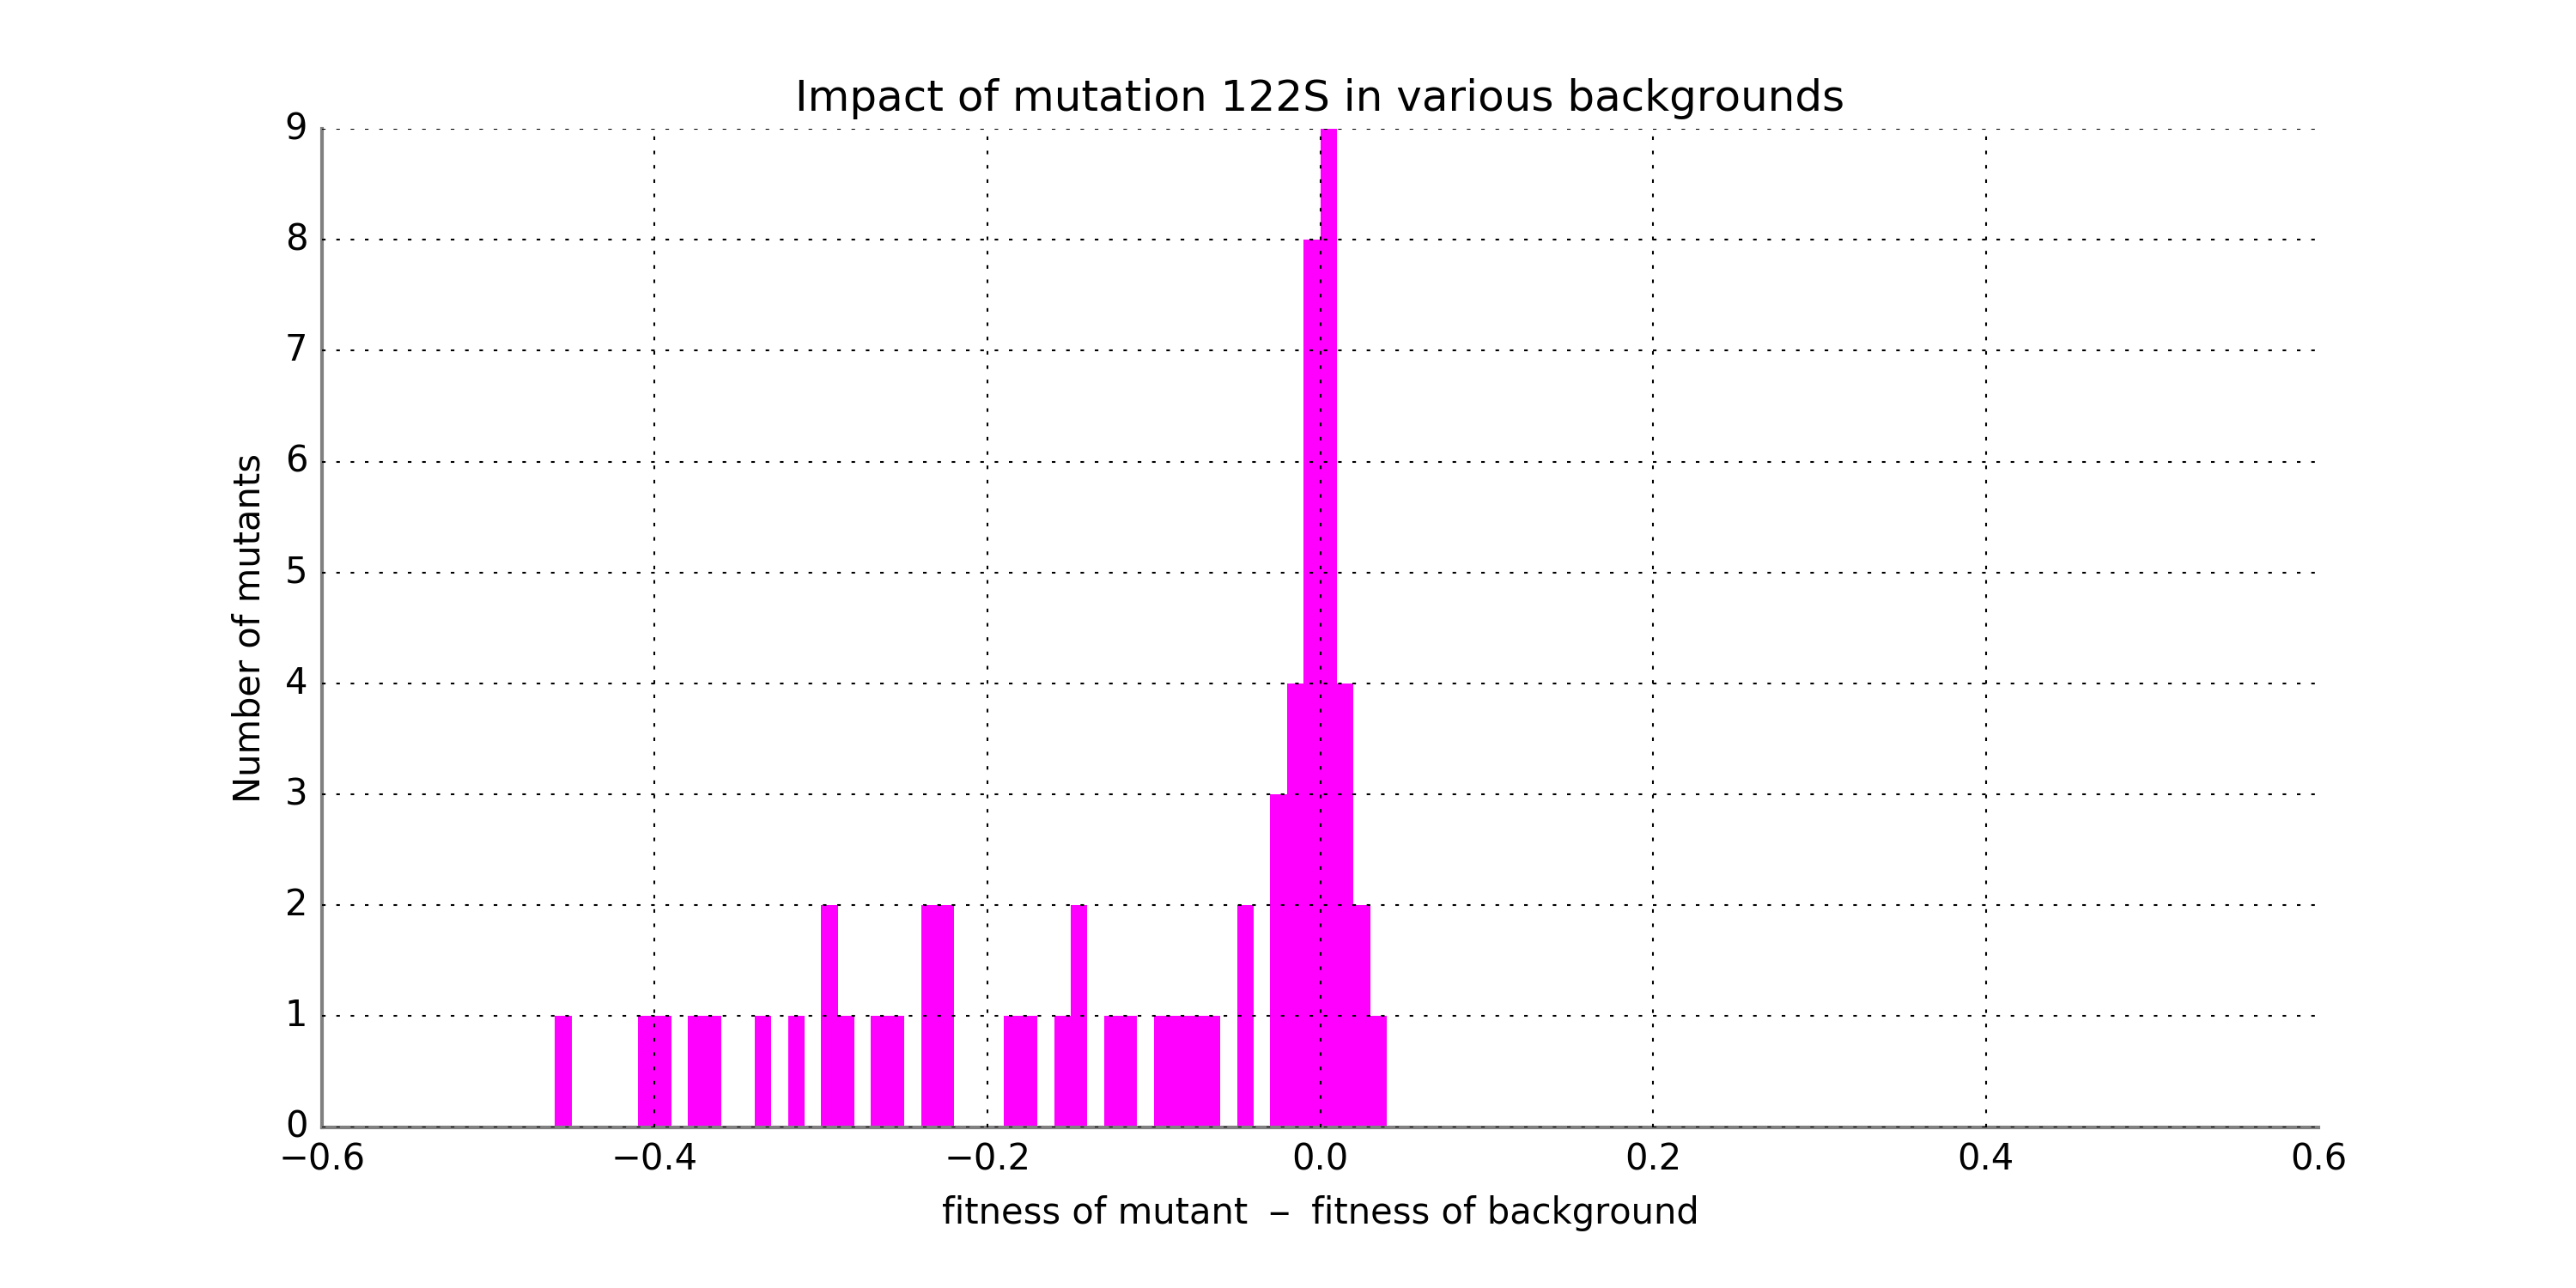 Impact of mutation 122S in various backgrounds
9
8
7
6
5
4
3
2
1
0
Number of mutants
−0.6 −0.4 −0.2 0.0 0.2 0.4 0.6
fitness of mutant − fitness of background